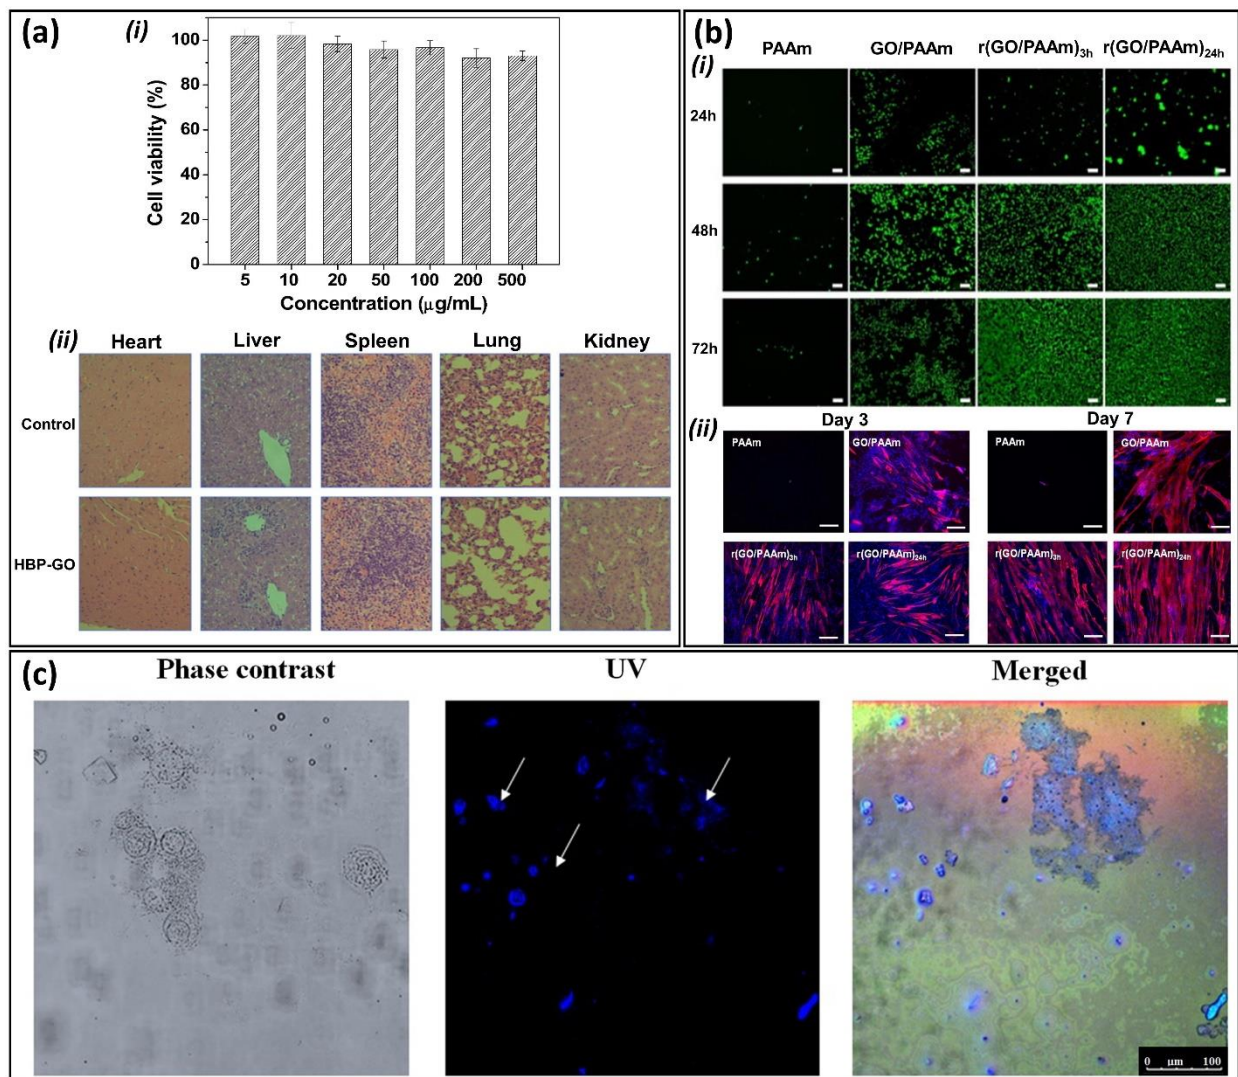 (a)
(i)
Cell viability (%)
100
80
60
40
20
0
5 10 20 50 100 200 500
Concentration (μg/mL)
(ii)
Heart Liver Spleen Lung Kidney
Control
HBP-GO
(b)
PAAm GO/PAAm r(GO/PAAm)3h r(GO/PAAm)24h
(i)
24h
48h
72h
(ii)
Day 3 Day 7
PAAm GO/PAAm PAAm GO/PAAm
r(GO/PAAm)3h r(GO/PAAm)24h r(GO/PAAm)3h r(GO/PAAm)24h
(c)
Phase contrast UV Merged
0 μm 100